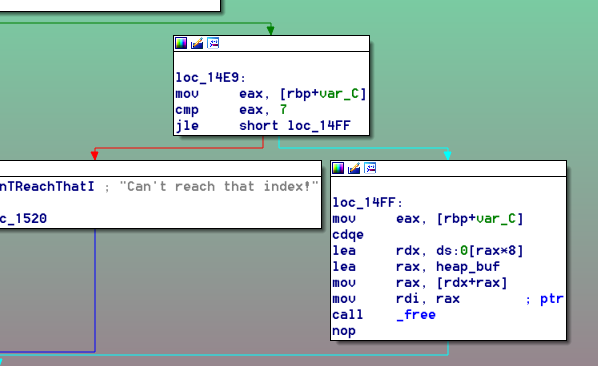 loc_14E9:
mov eax, [rbp+var_C]
cmp eax, 7
jle short loc_14FF
nTReachThatI ; "Can't reach that index!"
c_1520
loc_14FF:
mov eax, [rbp+var_C]
cdqe
lea rdx, ds:0[rax*8]
lea rax, heap_buf
mov rax, [rdx+rax]
mov rdi, rax ; ptr
call _free
nop